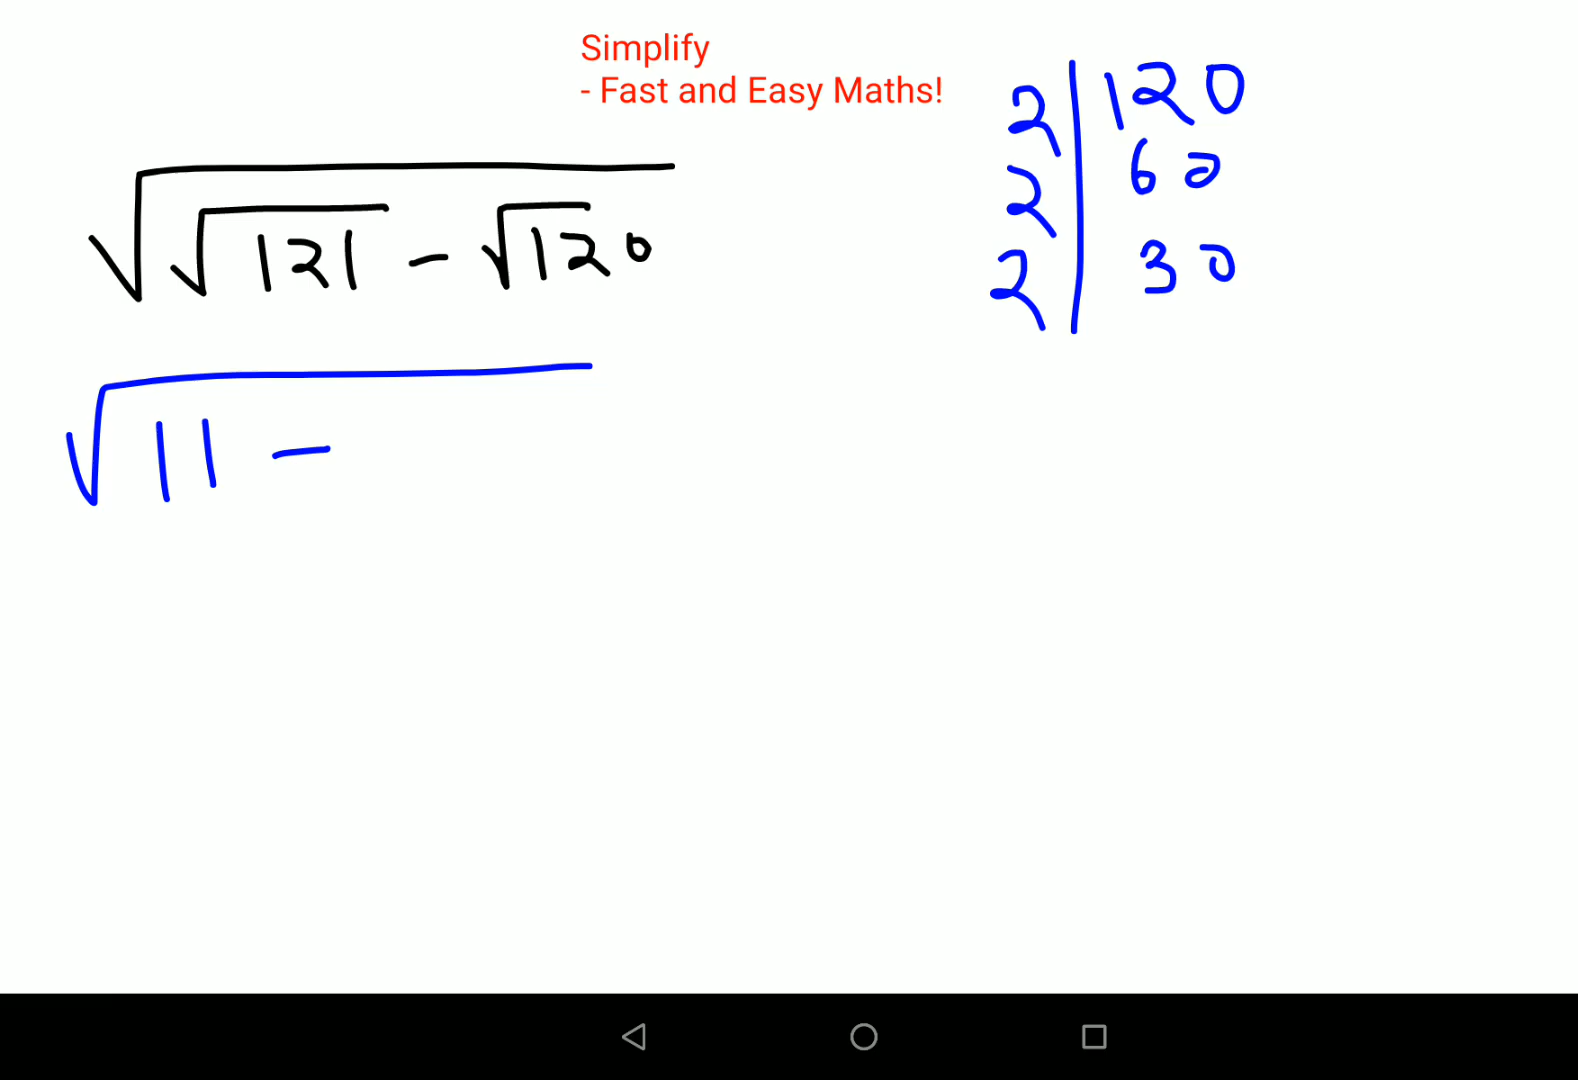 Simplify
- Fast and Easy Maths!
√(√121 - √120)
√(11 -
2 | 120
2 | 60
2 | 30